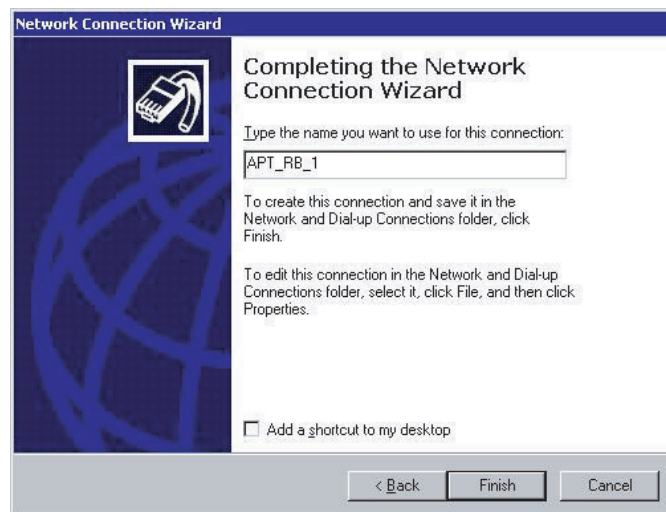 Network Connection Wizard
Completing the Network
Connection Wizard
Type the name you want to use for this connection:
APT_RB_1
To create this connection and save it in the
Network and Dial-up Connections folder, click
Finish.
To edit this connection in the Network and Dial-up
Connections folder, select it, click File, and then click
Properties.
Add a shortcut to my desktop
< Back
Finish
Cancel